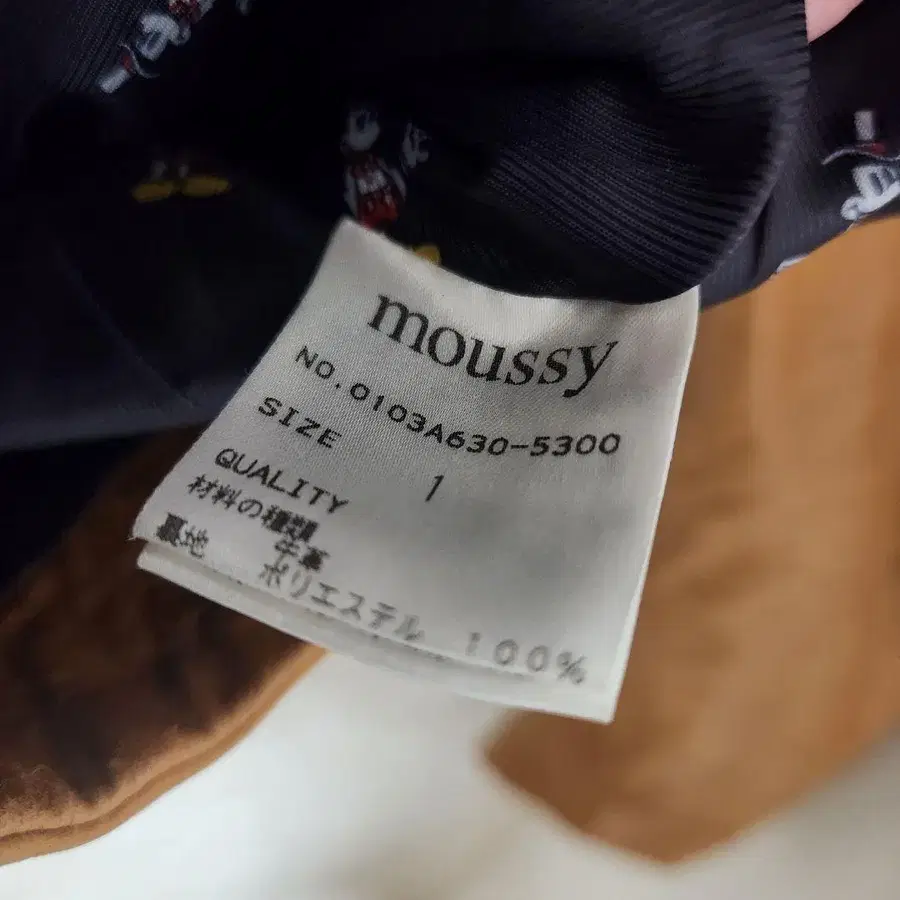 moussy
NO.0103A630-5300
SIZE 1
QUALITY
材料の種類
牛革
裏地 ポリエステル 100%